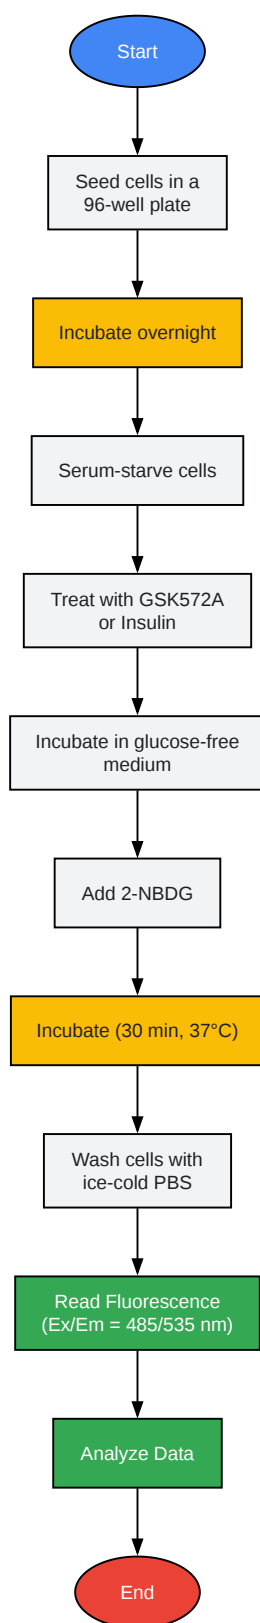 Start
Seed cells in a
96-well plate
Incubate overnight
Serum-starve cells
Treat with GSK572A
or Insulin
Incubate in glucose-free
medium
Add 2-NBDG
Incubate (30 min, 37°C)
Wash cells with
ice-cold PBS
Read Fluorescence
(Ex/Em = 485/535 nm)
Analyze Data
End